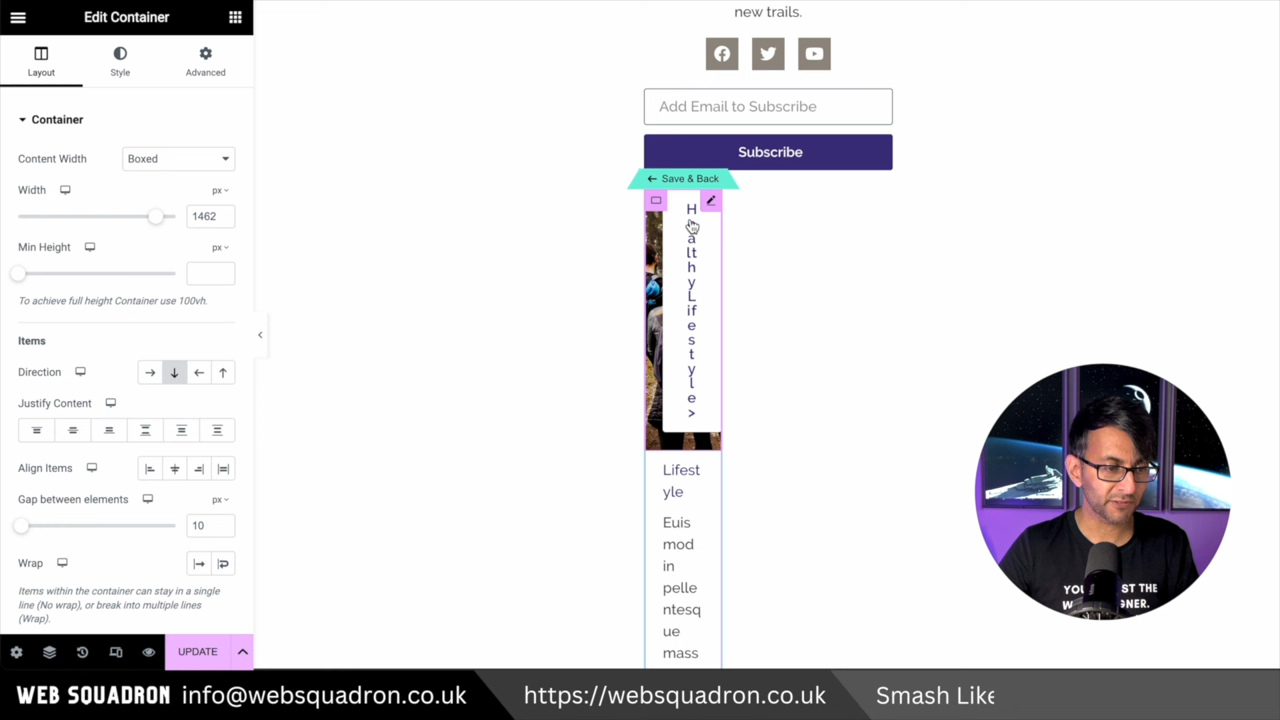 Edit Container
Layout
Style
Advanced
Container
Content Width
Boxed
Width
px
1462
Min Height
px
To achieve full height Container use 100vh.
Items
Direction
Justify Content
Align Items
Gap between elements
px
10
Wrap
Items within the container can stay in a single
line (No wrap), or break into multiple lines
(Wrap).
UPDATE
new trails.
Add Email to Subscribe
Subscribe
Save & Back
H
a
lt
h
y
L
if
e
s
t
y
l
e
>
Lifest
yle
Euis
mod
in
pelle
ntesq
ue
mass
WEB SQUADRON
info@websquadron.co.uk
https://websquadron.co.uk
Smash Like